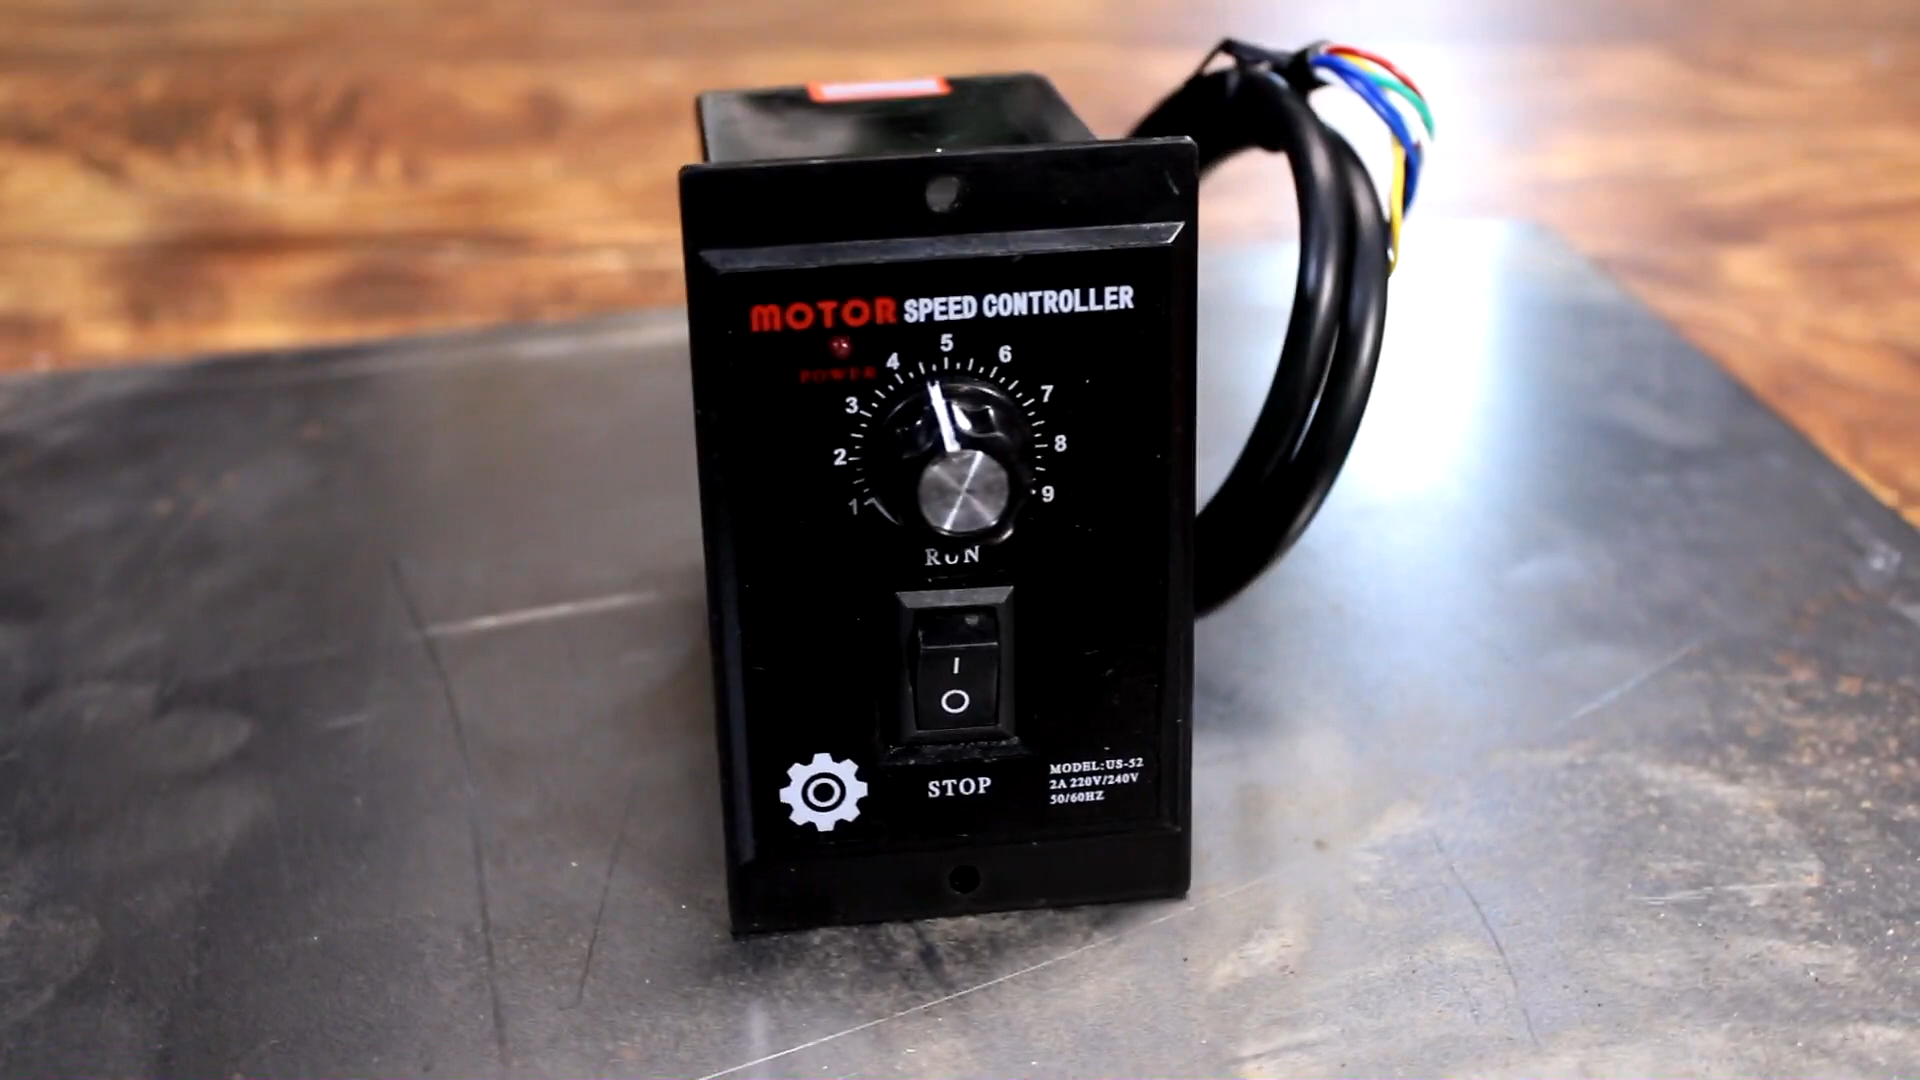 MOTOR SPEED CONTROLLER
POWER
1 2 3 4 5 6 7 8 9
RUN
I
O
STOP
MODEL:US-52
2A 220V/240V
50/60HZ